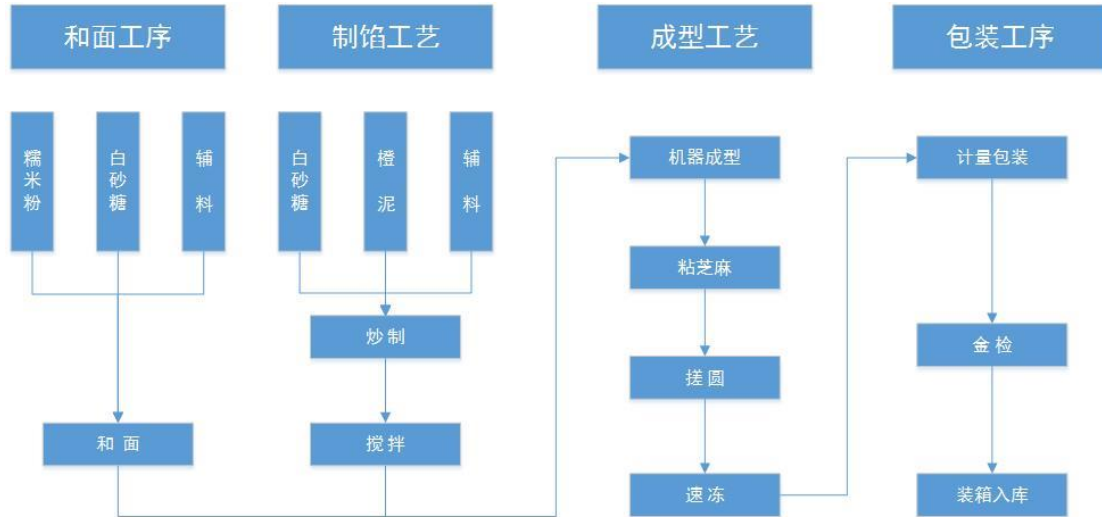 和面工序
制馅工艺
成型工艺
包装工序
糯米粉
白砂糖
辅料
白砂糖
橙泥
辅料
炒制
和面
搅拌
机器成型
粘芝麻
搓圆
速冻
计量包装
金检
装箱入库